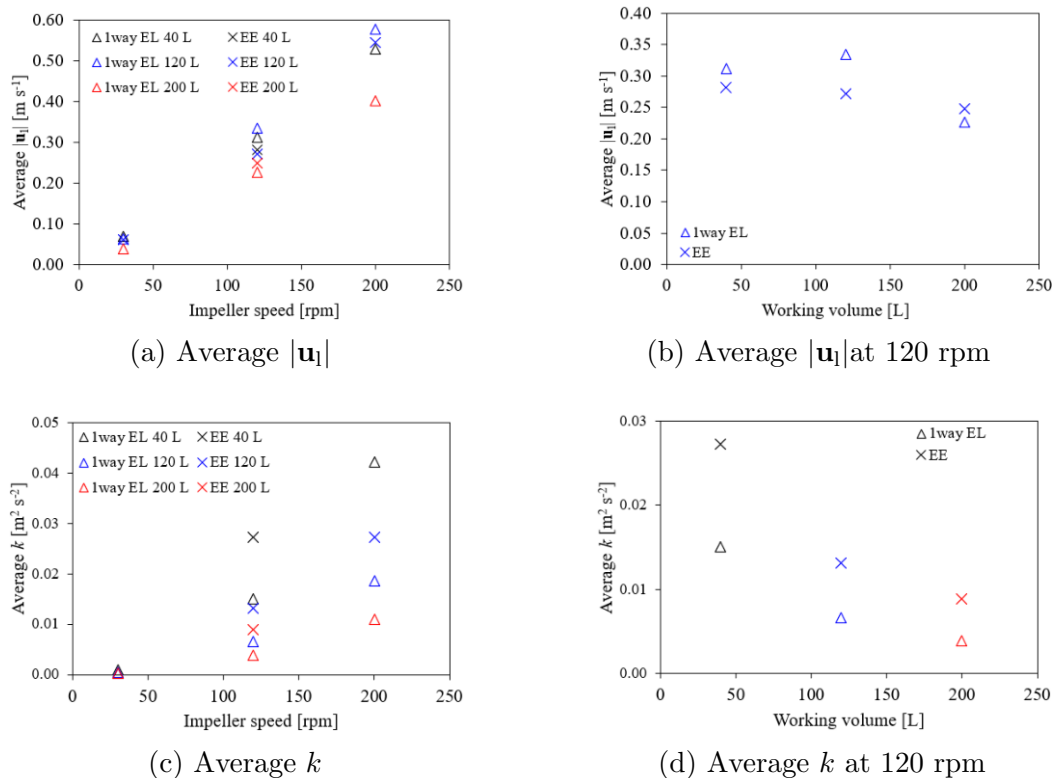 0.60
0.50
0.40
0.30
0.20
0.10
0.00
Average |u_l| [m s⁻¹]
1way EL 40 L
EE 40 L
1way EL 120 L
EE 120 L
1way EL 200 L
EE 200 L
0 50 100 150 200 250
Impeller speed [rpm]
(a) Average |u_l|
0.40
0.35
0.30
0.25
0.20
0.15
0.10
0.05
0.00
Average |u_l| [m s⁻¹]
1way EL
EE
0 50 100 150 200 250
Working volume [L]
(b) Average |u_l|at 120 rpm
0.05
0.04
0.03
0.02
0.01
0.00
Average k [m² s⁻²]
1way EL 40 L
EE 40 L
1way EL 120 L
EE 120 L
1way EL 200 L
EE 200 L
0 50 100 150 200 250
Impeller speed [rpm]
(c) Average k
0.03
0.02
0.01
0.00
Average k [m² s⁻²]
1way EL
EE
0 50 100 150 200 250
Working volume [L]
(d) Average k at 120 rpm